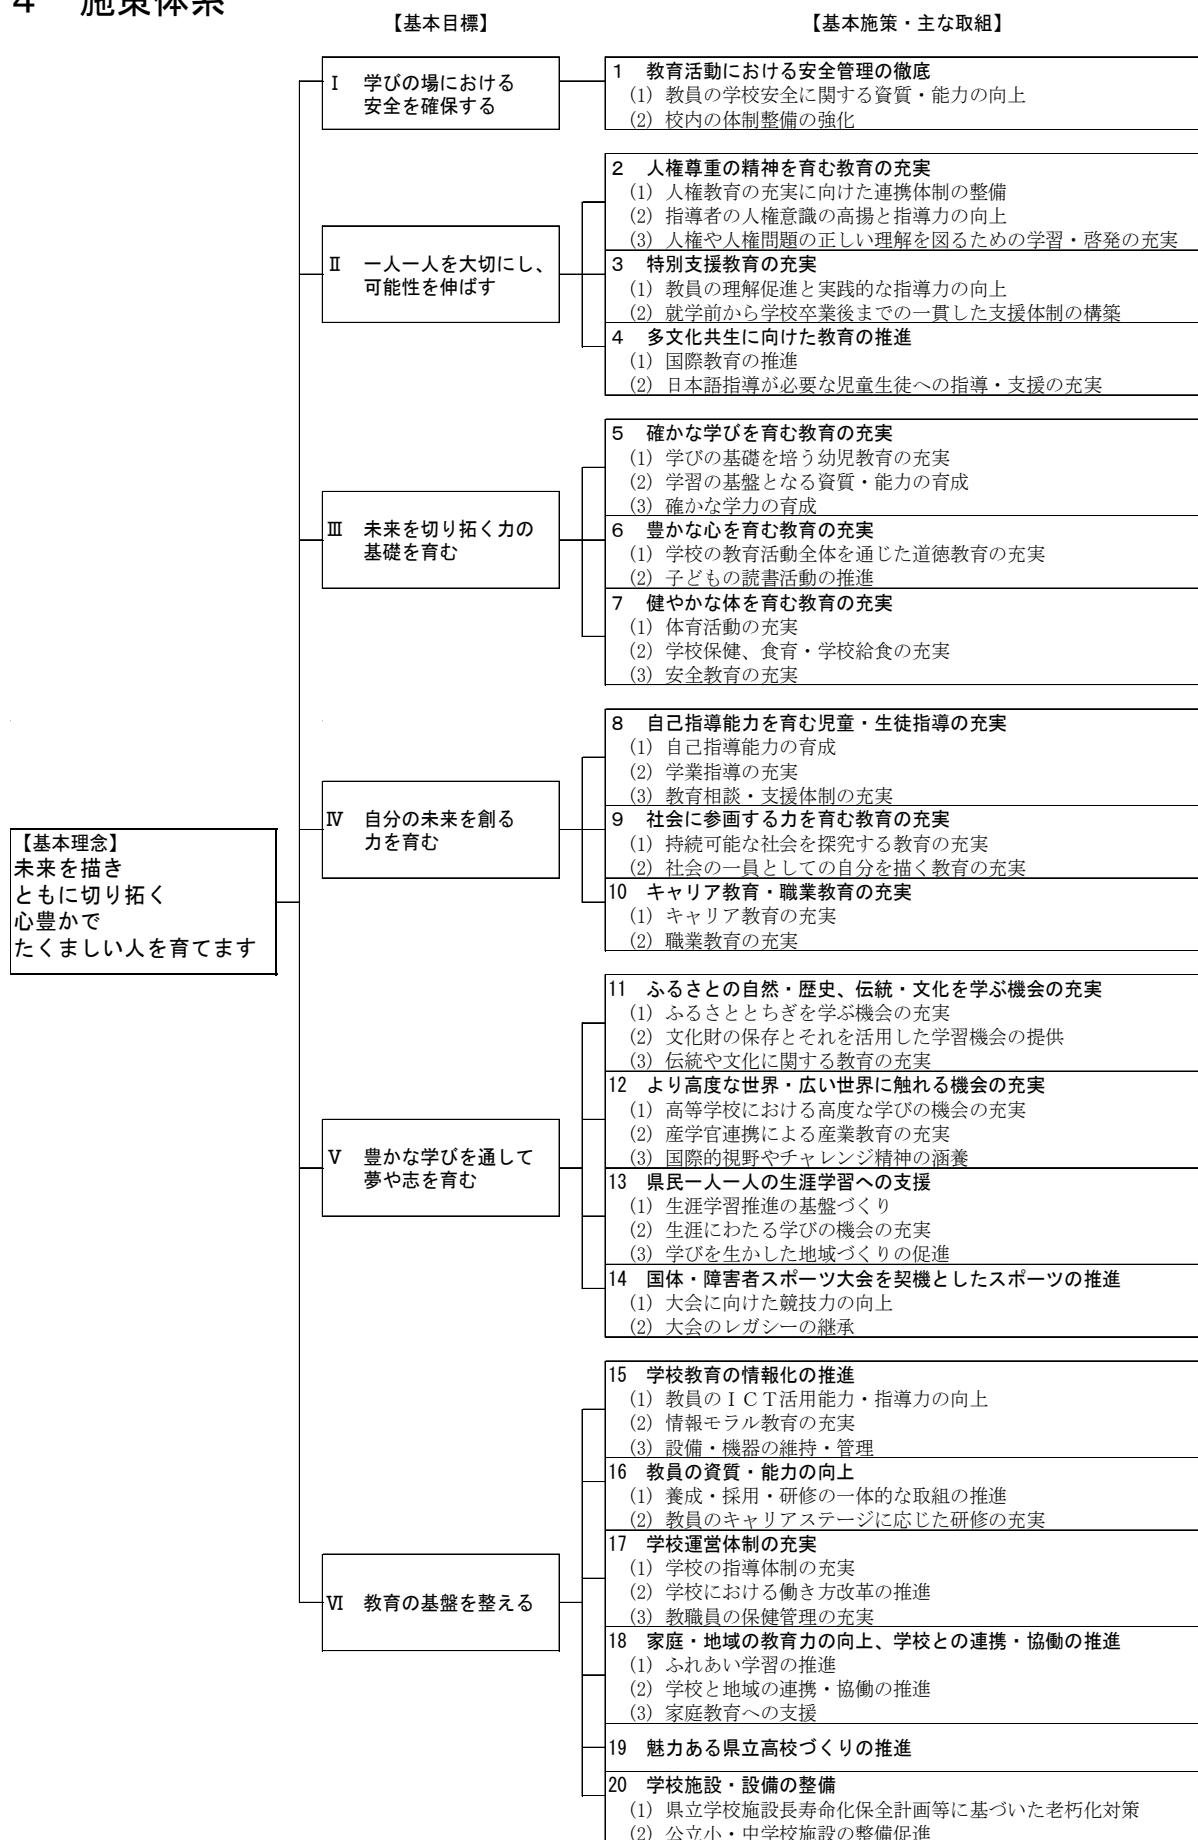 4　施策体系
【基本目標】　【基本施策・主な取組】
【基本理念】
未来を描き
ともに切り拓く
心豊かで
たくましい人を育てます
Ⅰ　学びの場における
安全を確保する
1　教育活動における安全管理の徹底
(1) 教員の学校安全に関する資質・能力の向上
(2) 校内の体制整備の強化
Ⅱ　一人一人を大切にし、
可能性を伸ばす
2　人権尊重の精神を育む教育の充実
(1) 人権教育の充実に向けた連携体制の整備
(2) 指導者の人権意識の高揚と指導力の向上
(3) 人権や人権問題の正しい理解を図るための学習・啓発の充実
3　特別支援教育の充実
(1) 教員の理解促進と実践的な指導力の向上
(2) 就学前から学校卒業後までの一貫した支援体制の構築
4　多文化共生に向けた教育の推進
(1) 国際教育の推進
(2) 日本語指導が必要な児童生徒への指導・支援の充実
Ⅲ　未来を切り拓く力の
基礎を育む
5　確かな学びを育む教育の充実
(1) 学びの基礎を培う幼児教育の充実
(2) 学習の基盤となる資質・能力の育成
(3) 確かな学力の育成
6　豊かな心を育む教育の充実
(1) 学校の教育活動全体を通じた道徳教育の充実
(2) 子どもの読書活動の推進
7　健やかな体を育む教育の充実
(1) 体育活動の充実
(2) 学校保健、食育・学校給食の充実
(3) 安全教育の充実
Ⅳ　自分の未来を創る
力を育む
8　自己指導能力を育む児童・生徒指導の充実
(1) 自己指導能力の育成
(2) 学業指導の充実
(3) 教育相談・支援体制の充実
9　社会に参画する力を育む教育の充実
(1) 持続可能な社会を探究する教育の充実
(2) 社会の一員としての自分を描く教育の充実
10　キャリア教育・職業教育の充実
(1) キャリア教育の充実
(2) 職業教育の充実
Ⅴ　豊かな学びを通して
夢や志を育む
11　ふるさとの自然・歴史、伝統・文化を学ぶ機会の充実
(1) ふるさととちぎを学ぶ機会の充実
(2) 文化財の保存とそれを活用した学習機会の提供
(3) 伝統や文化に関する教育の充実
12　より高度な世界・広い世界に触れる機会の充実
(1) 高等学校における高度な学びの機会の充実
(2) 産学官連携による産業教育の充実
(3) 国際的視野やチャレンジ精神の涵養
13　県民一人一人の生涯学習への支援
(1) 生涯学習推進の基盤づくり
(2) 生涯にわたる学びの機会の充実
(3) 学びを生かした地域づくりの促進
14　国体・障害者スポーツ大会を契機としたスポーツの推進
(1) 大会に向けた競技力の向上
(2) 大会のレガシーの継承
Ⅵ　教育の基盤を整える
15　学校教育の情報化の推進
(1) 教員のＩＣＴ活用能力・指導力の向上
(2) 情報モラル教育の充実
(3) 設備・機器の維持・管理
16　教員の資質・能力の向上
(1) 養成・採用・研修の一体的な取組の推進
(2) 教員のキャリアステージに応じた研修の充実
17　学校運営体制の充実
(1) 学校の指導体制の充実
(2) 学校における働き方改革の推進
(3) 教職員の保健管理の充実
18　家庭・地域の教育力の向上、学校との連携・協働の推進
(1) ふれあい学習の推進
(2) 学校と地域の連携・協働の推進
(3) 家庭教育への支援
19　魅力ある県立高校づくりの推進
20　学校施設・設備の整備
(1) 県立学校施設長寿命化保全計画等に基づいた老朽化対策
(2) 公立小・中学校施設の整備促進